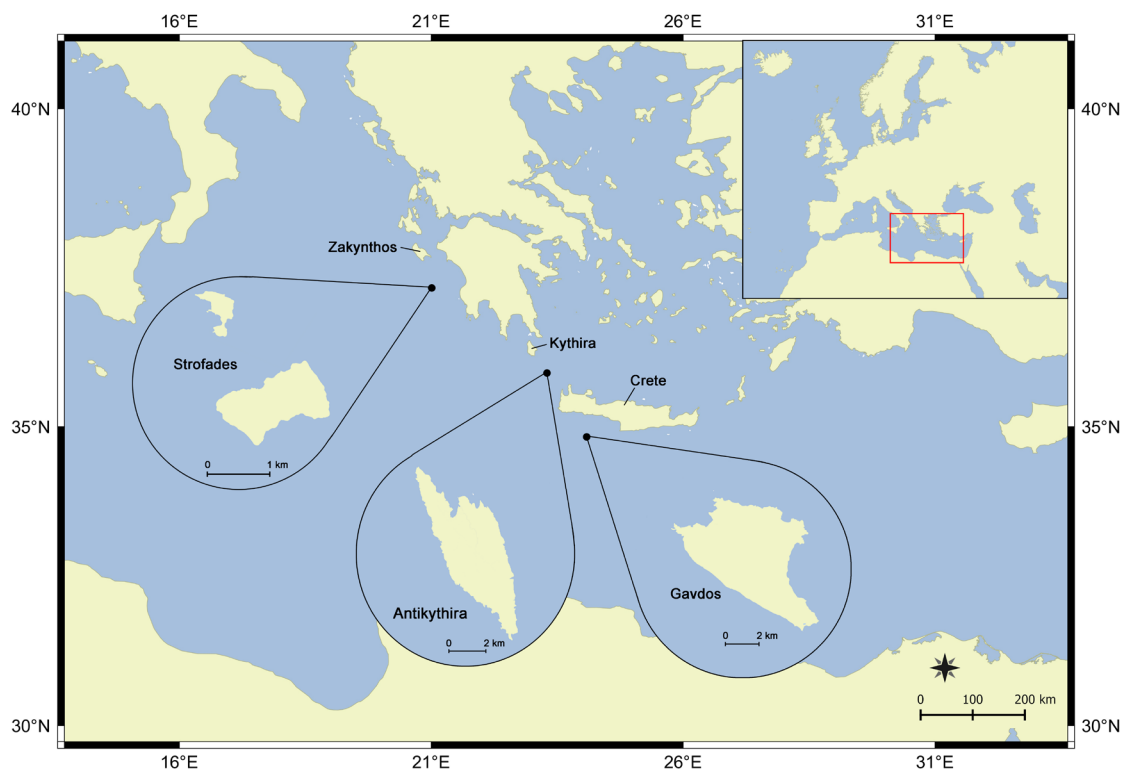 16°E 21°E 26°E 31°E
40°N 40°N
Zakynthos
Kythira
Strofades
Crete
35°N 35°N
0 1 km
Gavdos
Antikythira
0 2 km
0 2 km
0 100 200 km
30°N 30°N
16°E 21°E 26°E 31°E